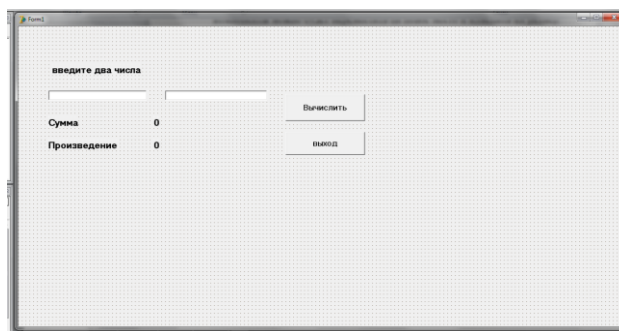 Form1
введите два числа
Вычислить
Сумма 0
выход
Произведение 0